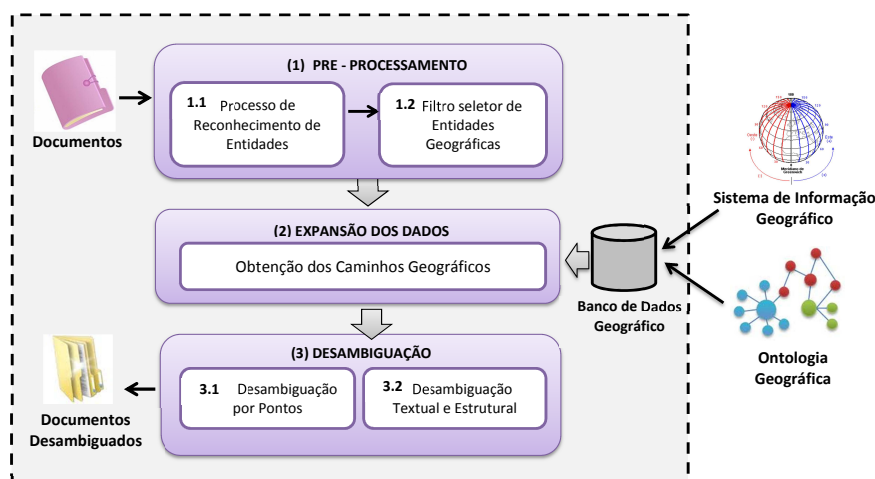 (1) PRE - PROCESSAMENTO
1.1 Processo de
Reconhecimento de
Entidades
1.2 Filtro seletor de
Entidades
Geográficas
Documentos
(2) EXPANSÃO DOS DADOS
Obtenção dos Caminhos Geográficos
Banco de Dados
Geográfico
Sistema de Informação
Geográfico
Ontologia
Geográfica
(3) DESAMBIGUAÇÃO
3.1 Desambiguação
por Pontos
3.2 Desambiguação
Textual e Estrutural
Documentos
Desambiguados